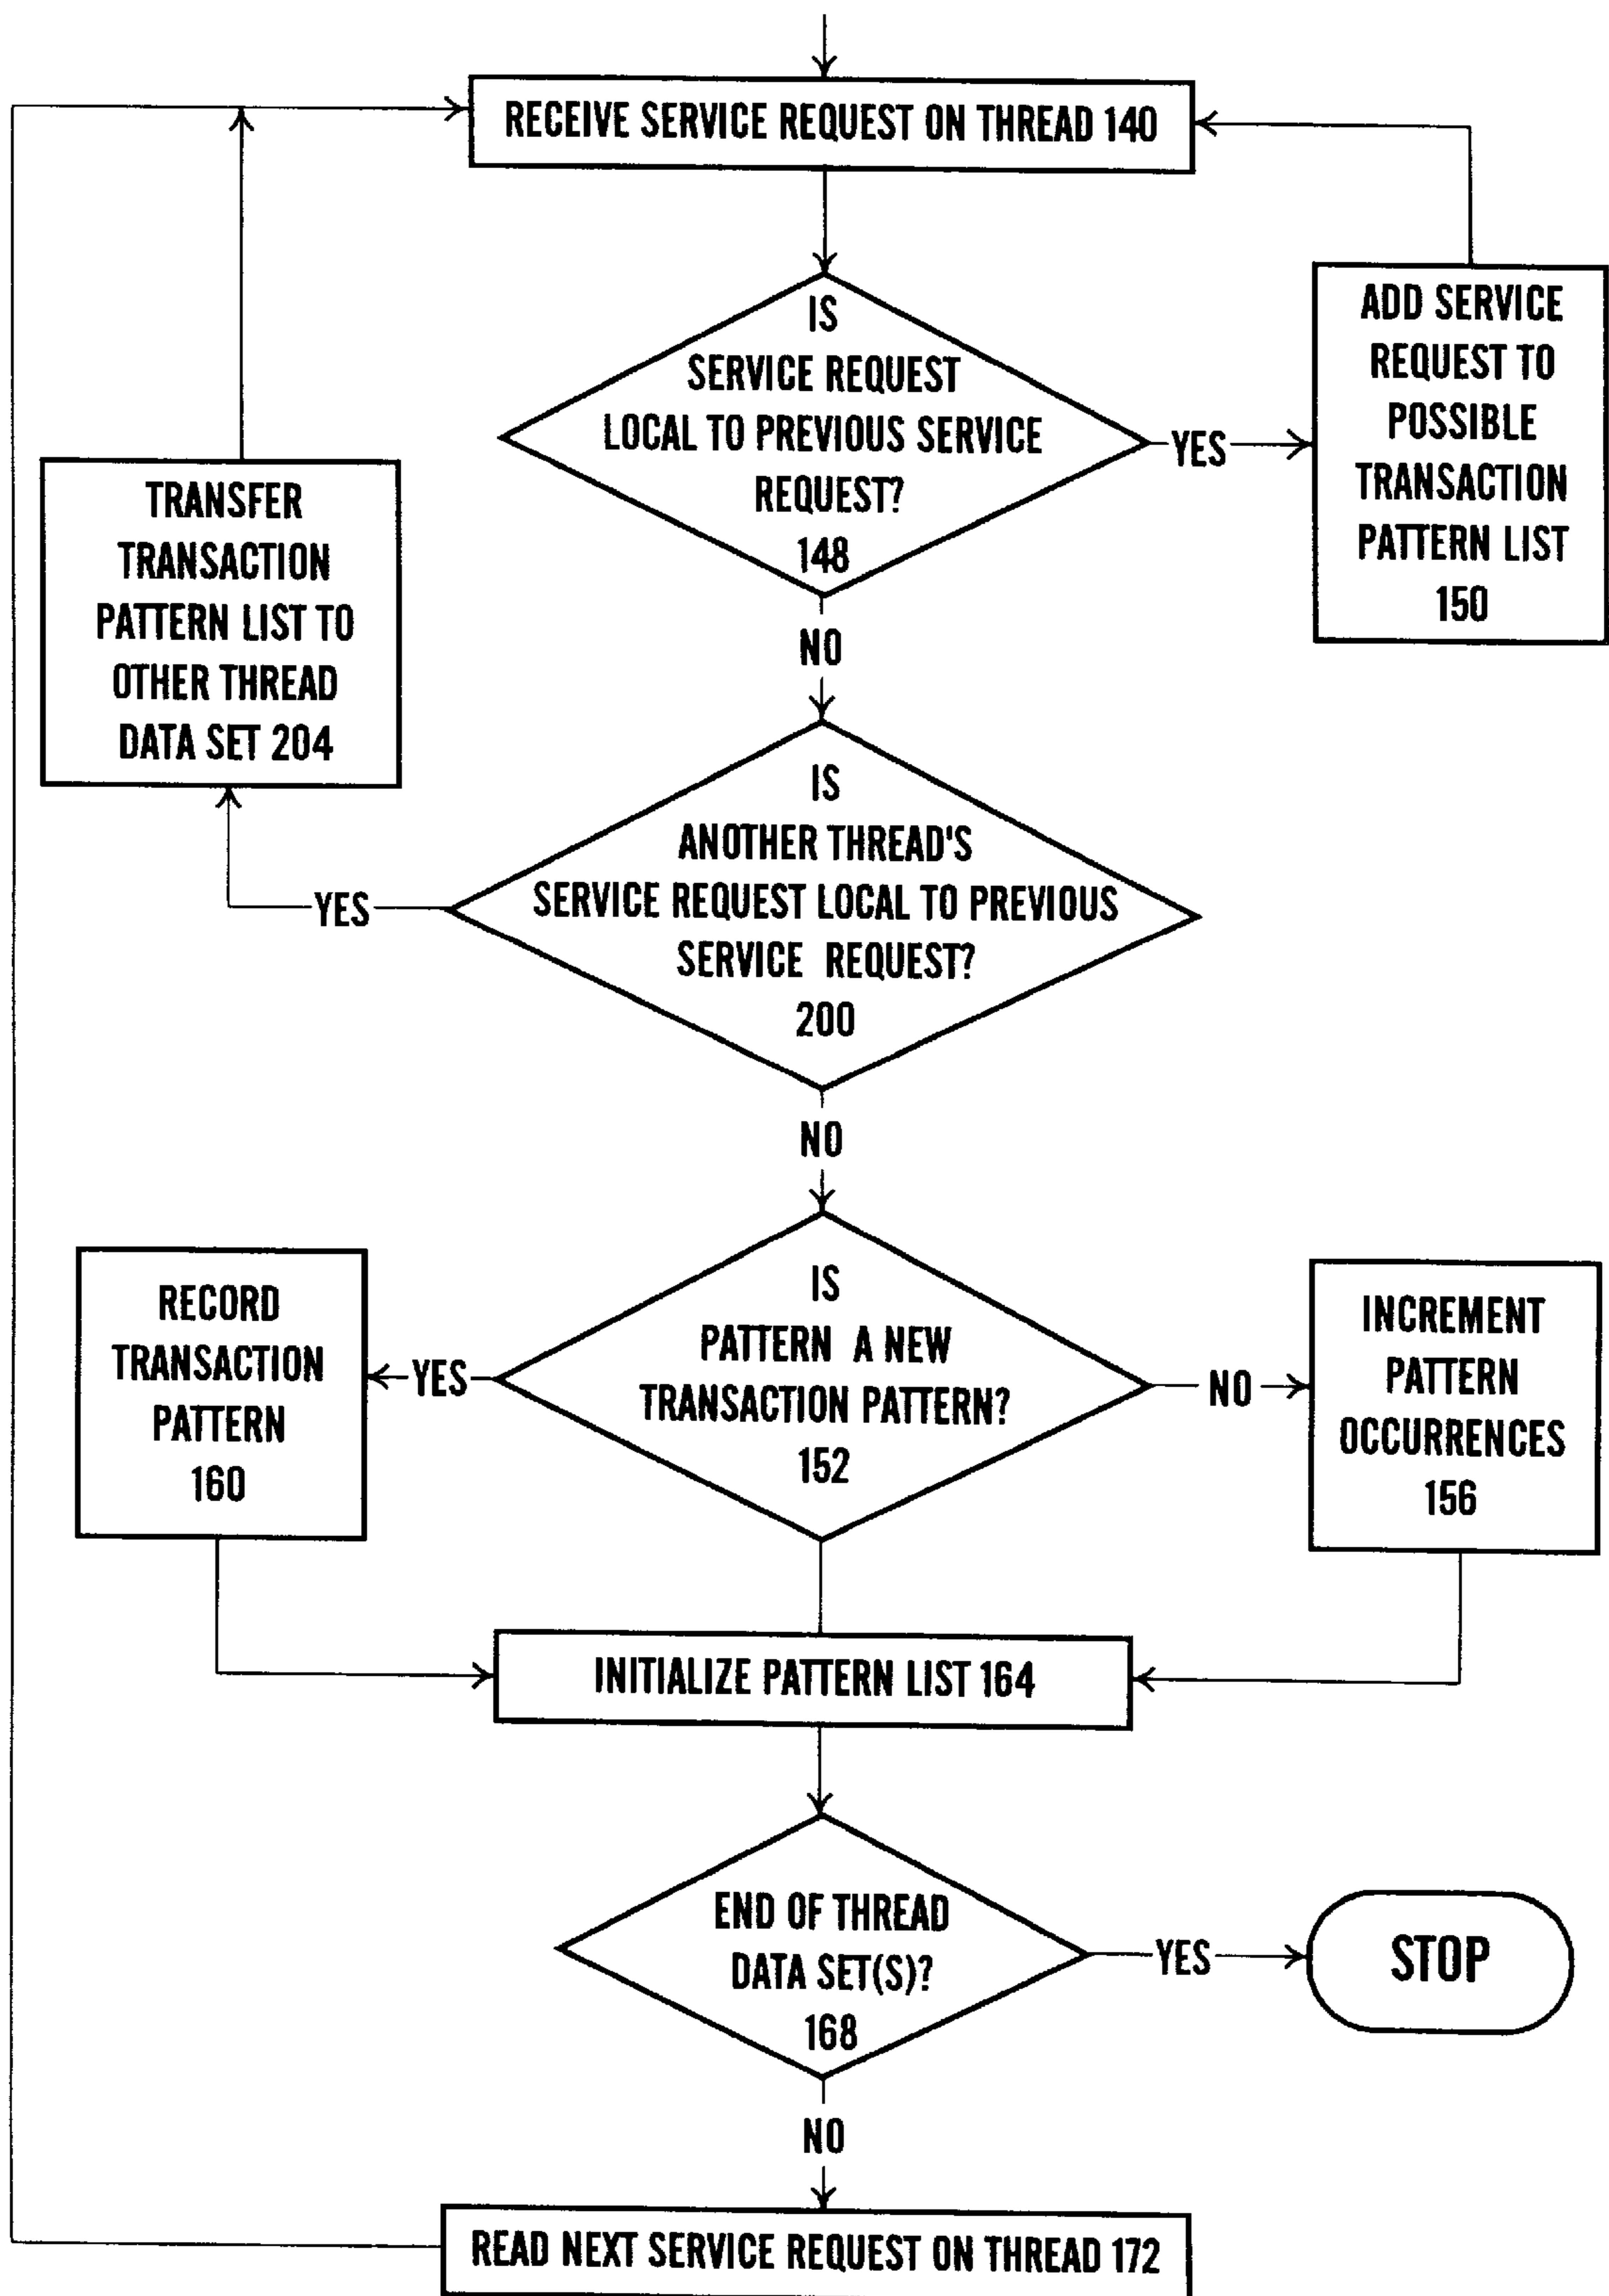 RECEIVE SERVICE REQUEST ON THREAD 140
IS
SERVICE REQUEST
LOCAL TO PREVIOUS SERVICE
REQUEST?
148
YES
ADD SERVICE
REQUEST TO
POSSIBLE
TRANSACTION
PATTERN LIST
150
NO
TRANSFER
TRANSACTION
PATTERN LIST TO
OTHER THREAD
DATA SET 204
IS
ANOTHER THREAD'S
SERVICE REQUEST LOCAL TO PREVIOUS
SERVICE REQUEST?
200
YES
NO
IS
PATTERN A NEW
TRANSACTION PATTERN?
152
YES
RECORD
TRANSACTION
PATTERN
160
NO
INCREMENT
PATTERN
OCCURRENCES
156
INITIALIZE PATTERN LIST 164
END OF THREAD
DATA SET(S)?
168
YES
STOP
NO
READ NEXT SERVICE REQUEST ON THREAD 172